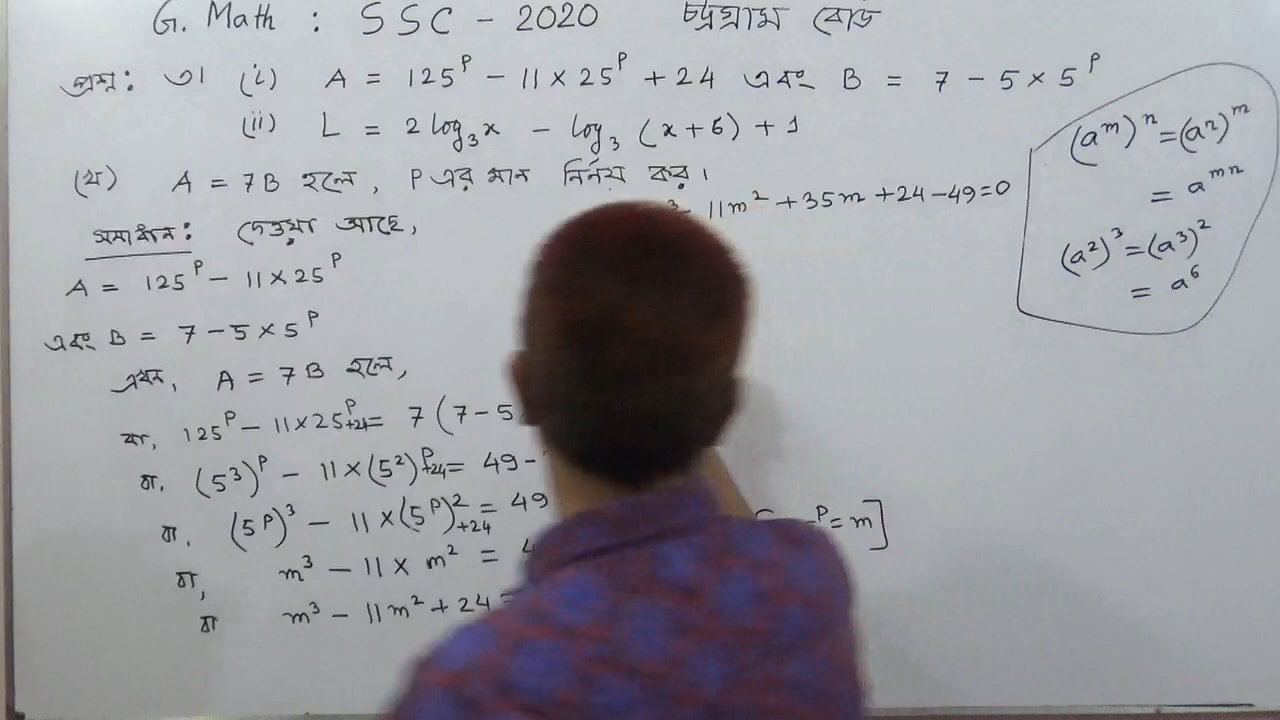 G. Math : SSC - 2020 চট্টগ্রাম বোর্ড
প্রশ্ন: ৩। (i) A = 125^P - 11 × 25^P + 24 এবং B = 7 - 5 × 5^P
(ii) L = 2 log₃x - log₃ (x+6) + 1
(খ) A = 7B হলে, P এর মান নির্ণয় কর।
সমাধান: দেওয়া আছে,
A = 125^P - 11 × 25^P
এবং B = 7 - 5 × 5^P
এখন, A = 7B হলে,
বা, 125^P - 11 × 25^P + 24 = 7 (7 - 5
বা, (5³)^P - 11 × (5²)^P + 24 = 49 -
বা, (5^P)³ - 11 × (5^P)² + 24 = 49
বা, m³ - 11 × m² =
বা m³ - 11m² + 24 =
^P = m]
11m² + 35m + 24 - 49 = 0
(a^m)^n = (a^n)^m
= a^mn
(a²)³ = (a³)²
= a⁶